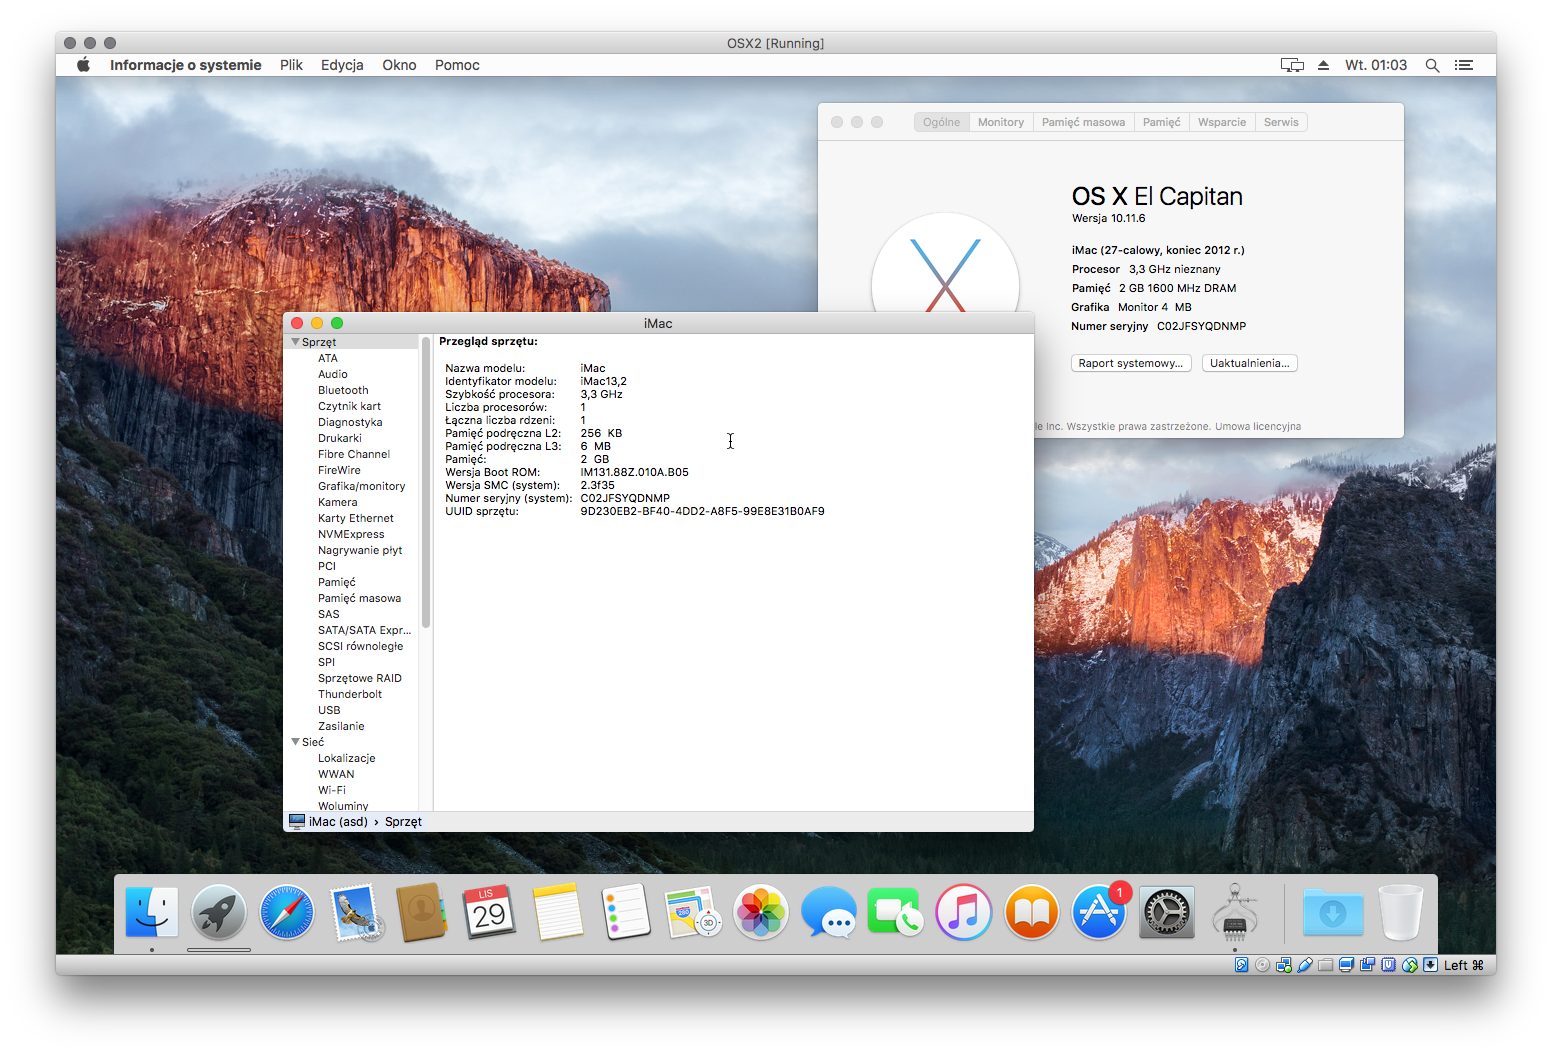 OSX2 [Running]
Informacje o systemie Plik Edycja Okno Pomoc Wt. 01:03
Ogólne Monitory Pamięć masowa Pamięć Wsparcie Serwis
OS X El Capitan
Wersja 10.11.6
iMac (27-calowy, koniec 2012 r.)
Procesor 3,3 GHz nieznany
Pamięć 2 GB 1600 MHz DRAM
Grafika Monitor 4 MB
Numer seryjny C02JFSYQDNMP
Raport systemowy... Uaktualnienia...
le Inc. Wszystkie prawa zastrzeżone. Umowa licencyjna
iMac
Sprzęt
ATA
Audio
Bluetooth
Czytnik kart
Diagnostyka
Drukarki
Fibre Channel
FireWire
Grafika/monitory
Kamera
Karty Ethernet
NVMExpress
Nagrywanie płyt
PCI
Pamięć
Pamięć masowa
SAS
SATA/SATA Expr...
SCSI równoległe
SPI
Sprzętowe RAID
Thunderbolt
USB
Zasilanie
Sieć
Lokalizacje
WWAN
Wi-Fi
Woluminy
Przegląd sprzętu:
Nazwa modelu: iMac
Identyfikator modelu: iMac13,2
Szybkość procesora: 3,3 GHz
Liczba procesorów: 1
Łączna liczba rdzeni: 1
Pamięć podręczna L2: 256 KB
Pamięć podręczna L3: 6 MB
Pamięć: 2 GB
Wersja Boot ROM: IM131.88Z.010A.B05
Wersja SMC (system): 2.3f35
Numer seryjny (system): C02JFSYQDNMP
UUID sprzętu: 9D230EB2-BF40-4DD2-A8F5-99E8E31B0AF9
iMac (asd) › Sprzęt
LIS
29
280
3D
1
Left ⌘